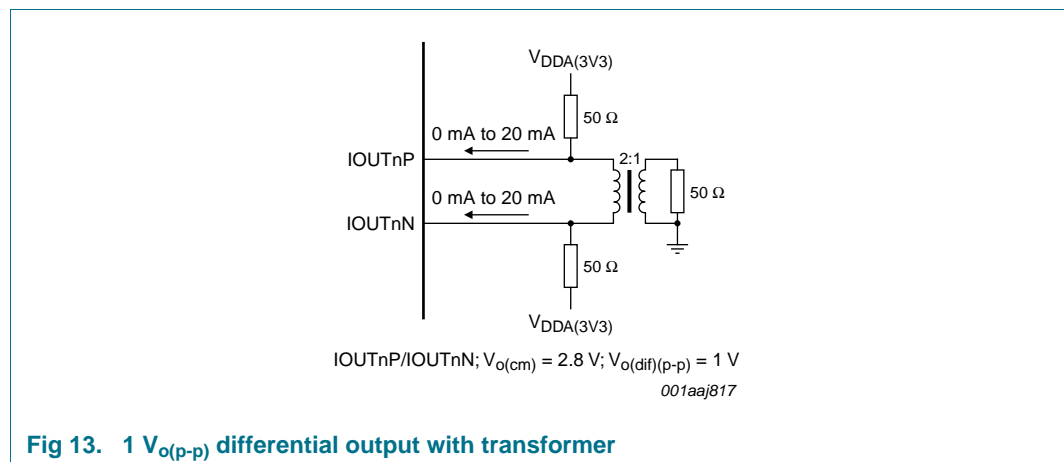 VDDA(3V3)
50 Ω
0 mA to 20 mA
IOUTnP
2:1
0 mA to 20 mA
50 Ω
IOUTnN
50 Ω
VDDA(3V3)
IOUTnP/IOUTnN; Vo(cm) = 2.8 V; Vo(dif)(p-p) = 1 V
001aaj817
Fig 13. 1 Vo(p-p) differential output with transformer